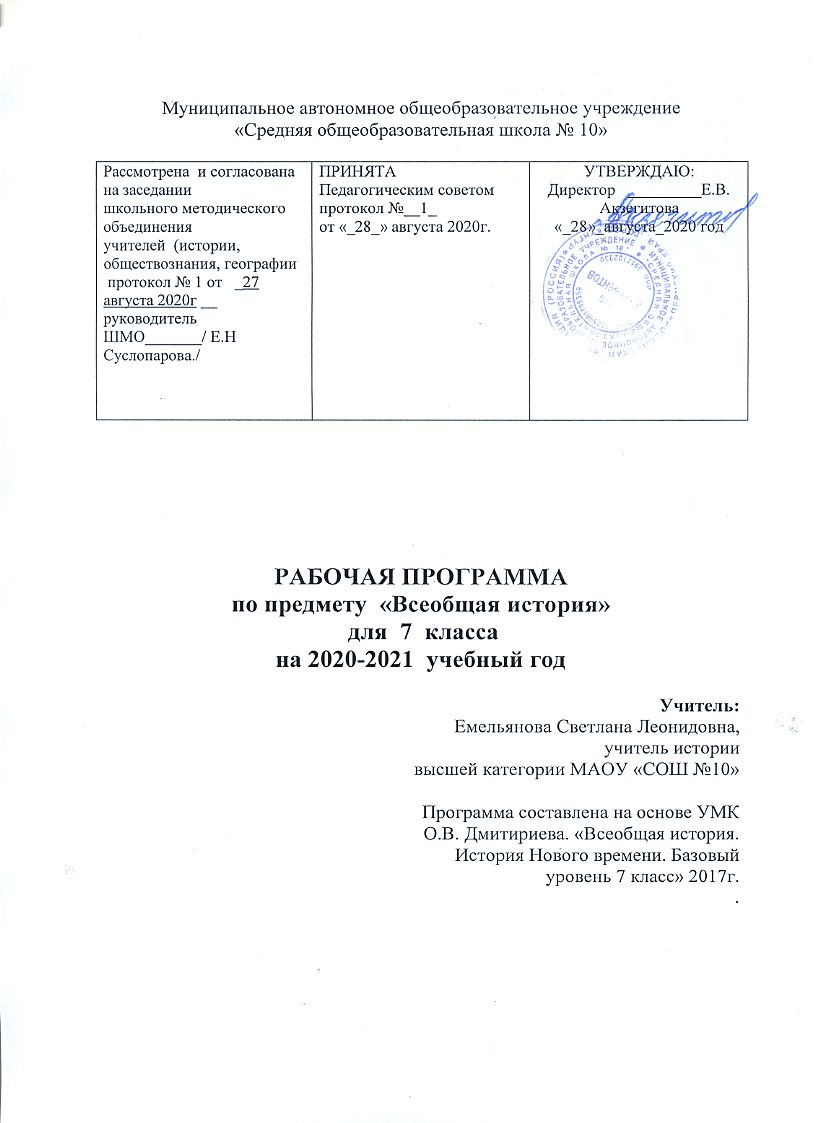 Муниципальное автономное общеобразовательное учреждение
«Средняя общеобразовательная школа № 10»
Рассмотрена и согласована
на заседании
школьного методического
объединения
учителей (истории,
обществознания, географии
протокол № 1 от _27
августа 2020г __
руководитель
ШМО_______/ Е.Н
Суслопарова./
ПРИНЯТА
Педагогическим советом
протокол №__1_
от «_28_» августа 2020г.
УТВЕРЖДАЮ:
Директор ___________Е.В.
Акзегитова
«_28»_августа_2020 год
РАБОЧАЯ ПРОГРАММА
по предмету «Всеобщая история»
для 7 класса
на 2020-2021 учебный год
Учитель:
Емельянова Светлана Леонидовна,
учитель истории
высшей категории МАОУ «СОШ №10»
Программа составлена на основе УМК
О.В. Дмитириева. «Всеобщая история.
История Нового времени. Базовый
уровень 7 класс» 2017г.
.